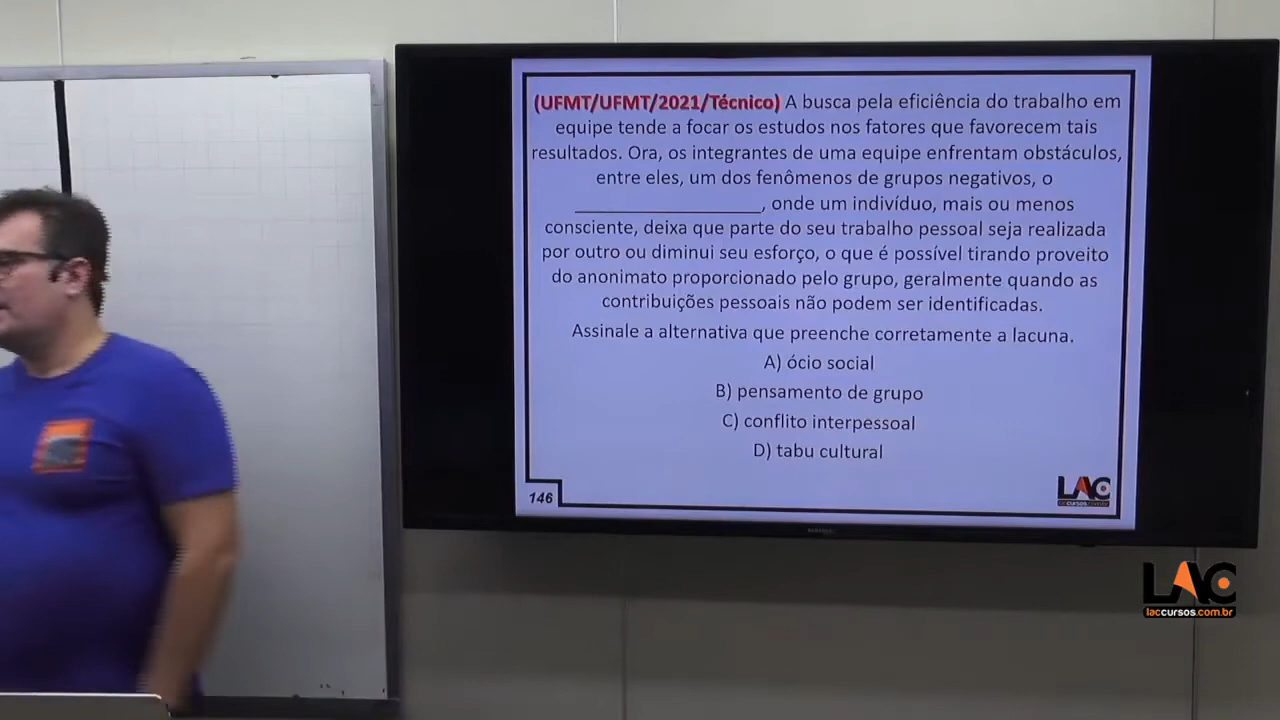 (UFMT/UFMT/2021/Técnico) A busca pela eficiência do trabalho em
equipe tende a focar os estudos nos fatores que favorecem tais
resultados. Ora, os integrantes de uma equipe enfrentam obstáculos,
entre eles, um dos fenômenos de grupos negativos, o
__________________, onde um indivíduo, mais ou menos
consciente, deixa que parte do seu trabalho pessoal seja realizada
por outro ou diminui seu esforço, o que é possível tirando proveito
do anonimato proporcionado pelo grupo, geralmente quando as
contribuições pessoais não podem ser identificadas.
Assinale a alternativa que preenche corretamente a lacuna.
A) ócio social
B) pensamento de grupo
C) conflito interpessoal
D) tabu cultural
146
LAC
laccursos.com.br
LAC
laccursos.com.br